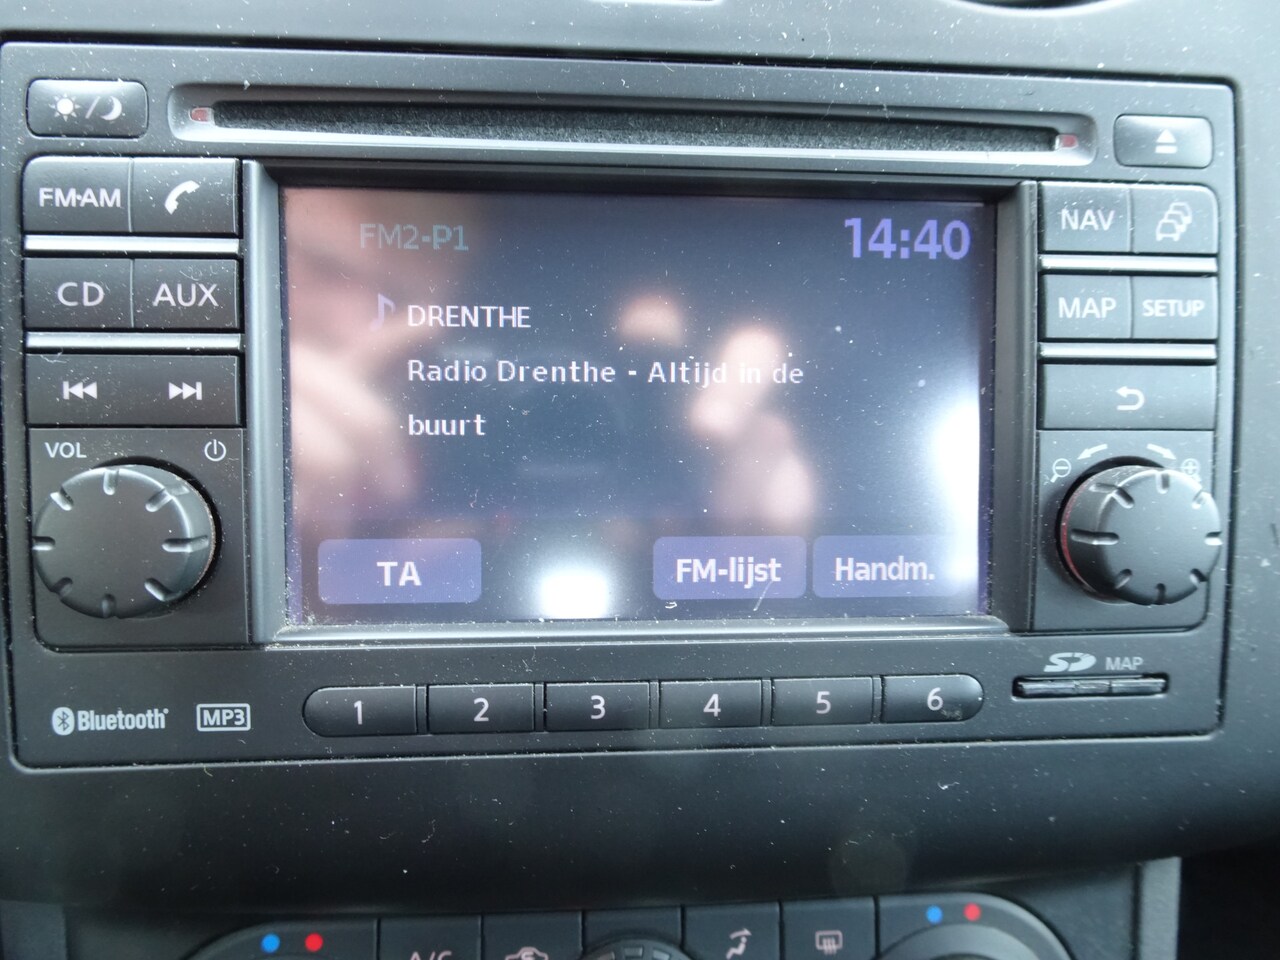 FM·AM
CD
AUX
VOL
FM2-P1
14:40
DRENTHE
Radio Drenthe - Altijd in de
buurt
TA
FM-lijst
Handm.
NAV
MAP
SETUP
Bluetooth
MP3
1
2
3
4
5
6
SD MAP
A/C